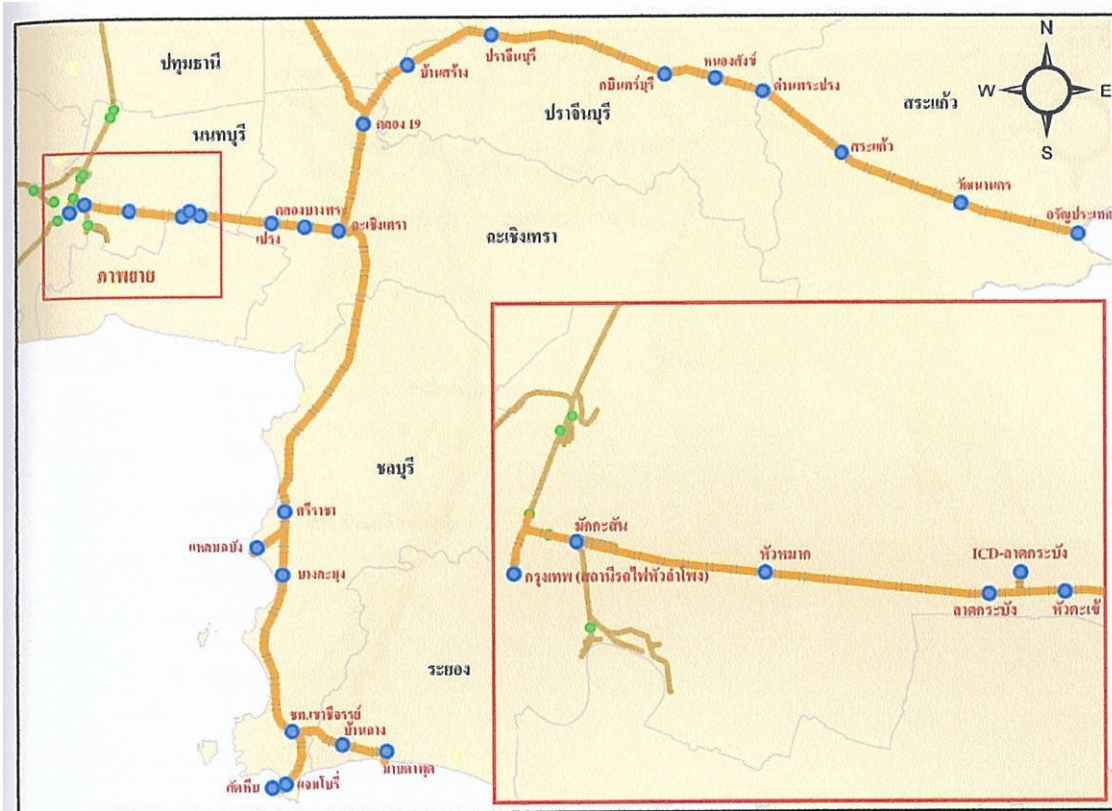 N
W
E
S
ปทุมธานี
ปราจีนบุรี
หนองสังข์
บ้านสร้าง
กบินทร์บุรี
ด่านพระปรง
สระแก้ว
ปราจีนบุรี
นนทบุรี
คลอง 19
สระแก้ว
วัฒนานคร
อรัญประเทศ
คลองบางพระ
ฉะเชิงเทรา
เปรง
ฉะเชิงเทรา
ภาพขยาย
ชลบุรี
ศรีราชา
แหลมฉบัง
บางละมุง
มักกะสัน
หัวหมาก
ICD-ลาดกระบัง
กรุงเทพ (สถานีรถไฟหัวลำโพง)
ลาดกระบัง
หัวตะเข้
ระยอง
ชท.เขาชีจรรย์
บ้านฉาง
มาบตาพุด
สัตหีบ